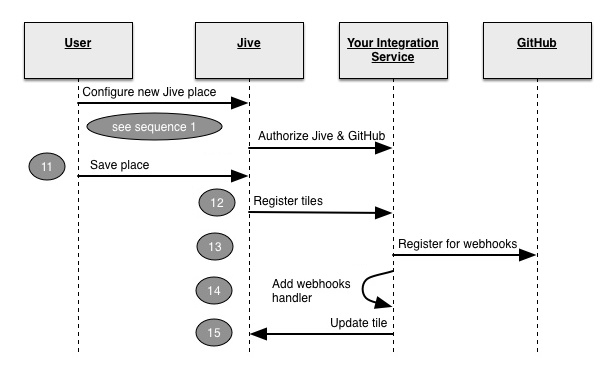 User
Jive
Your Integration
Service
GitHub
Configure new Jive place
see sequence 1
Authorize Jive & GitHub
11
Save place
12
Register tiles
13
Register for webhooks
14
Add webhooks
handler
15
Update tile